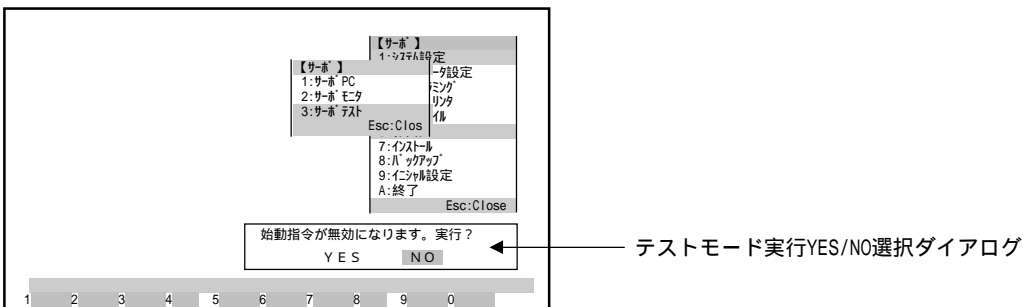 【ｻｰﾎﾞ】
1:ｼｽﾃﾑ設定
ｰﾀ設定
ﾐﾝｸﾞ
ﾘﾝﾀ
ｲﾙ
7:ｲﾝｽﾄｰﾙ
8:ﾊﾞｯｸｱｯﾌﾟ
9:ｲﾆｼｬﾙ設定
A:終了
Esc:Close
【ｻｰﾎﾞ】
1:ｻｰﾎﾞPC
2:ｻｰﾎﾞﾓﾆﾀ
3:ｻｰﾎﾞﾃｽﾄ
Esc:Clos
始動指令が無効になります。実行？
ＹＥＳ ＮＯ
テストモード実行YES/NO選択ダイアログ
1 2 3 4 5 6 7 8 9 0